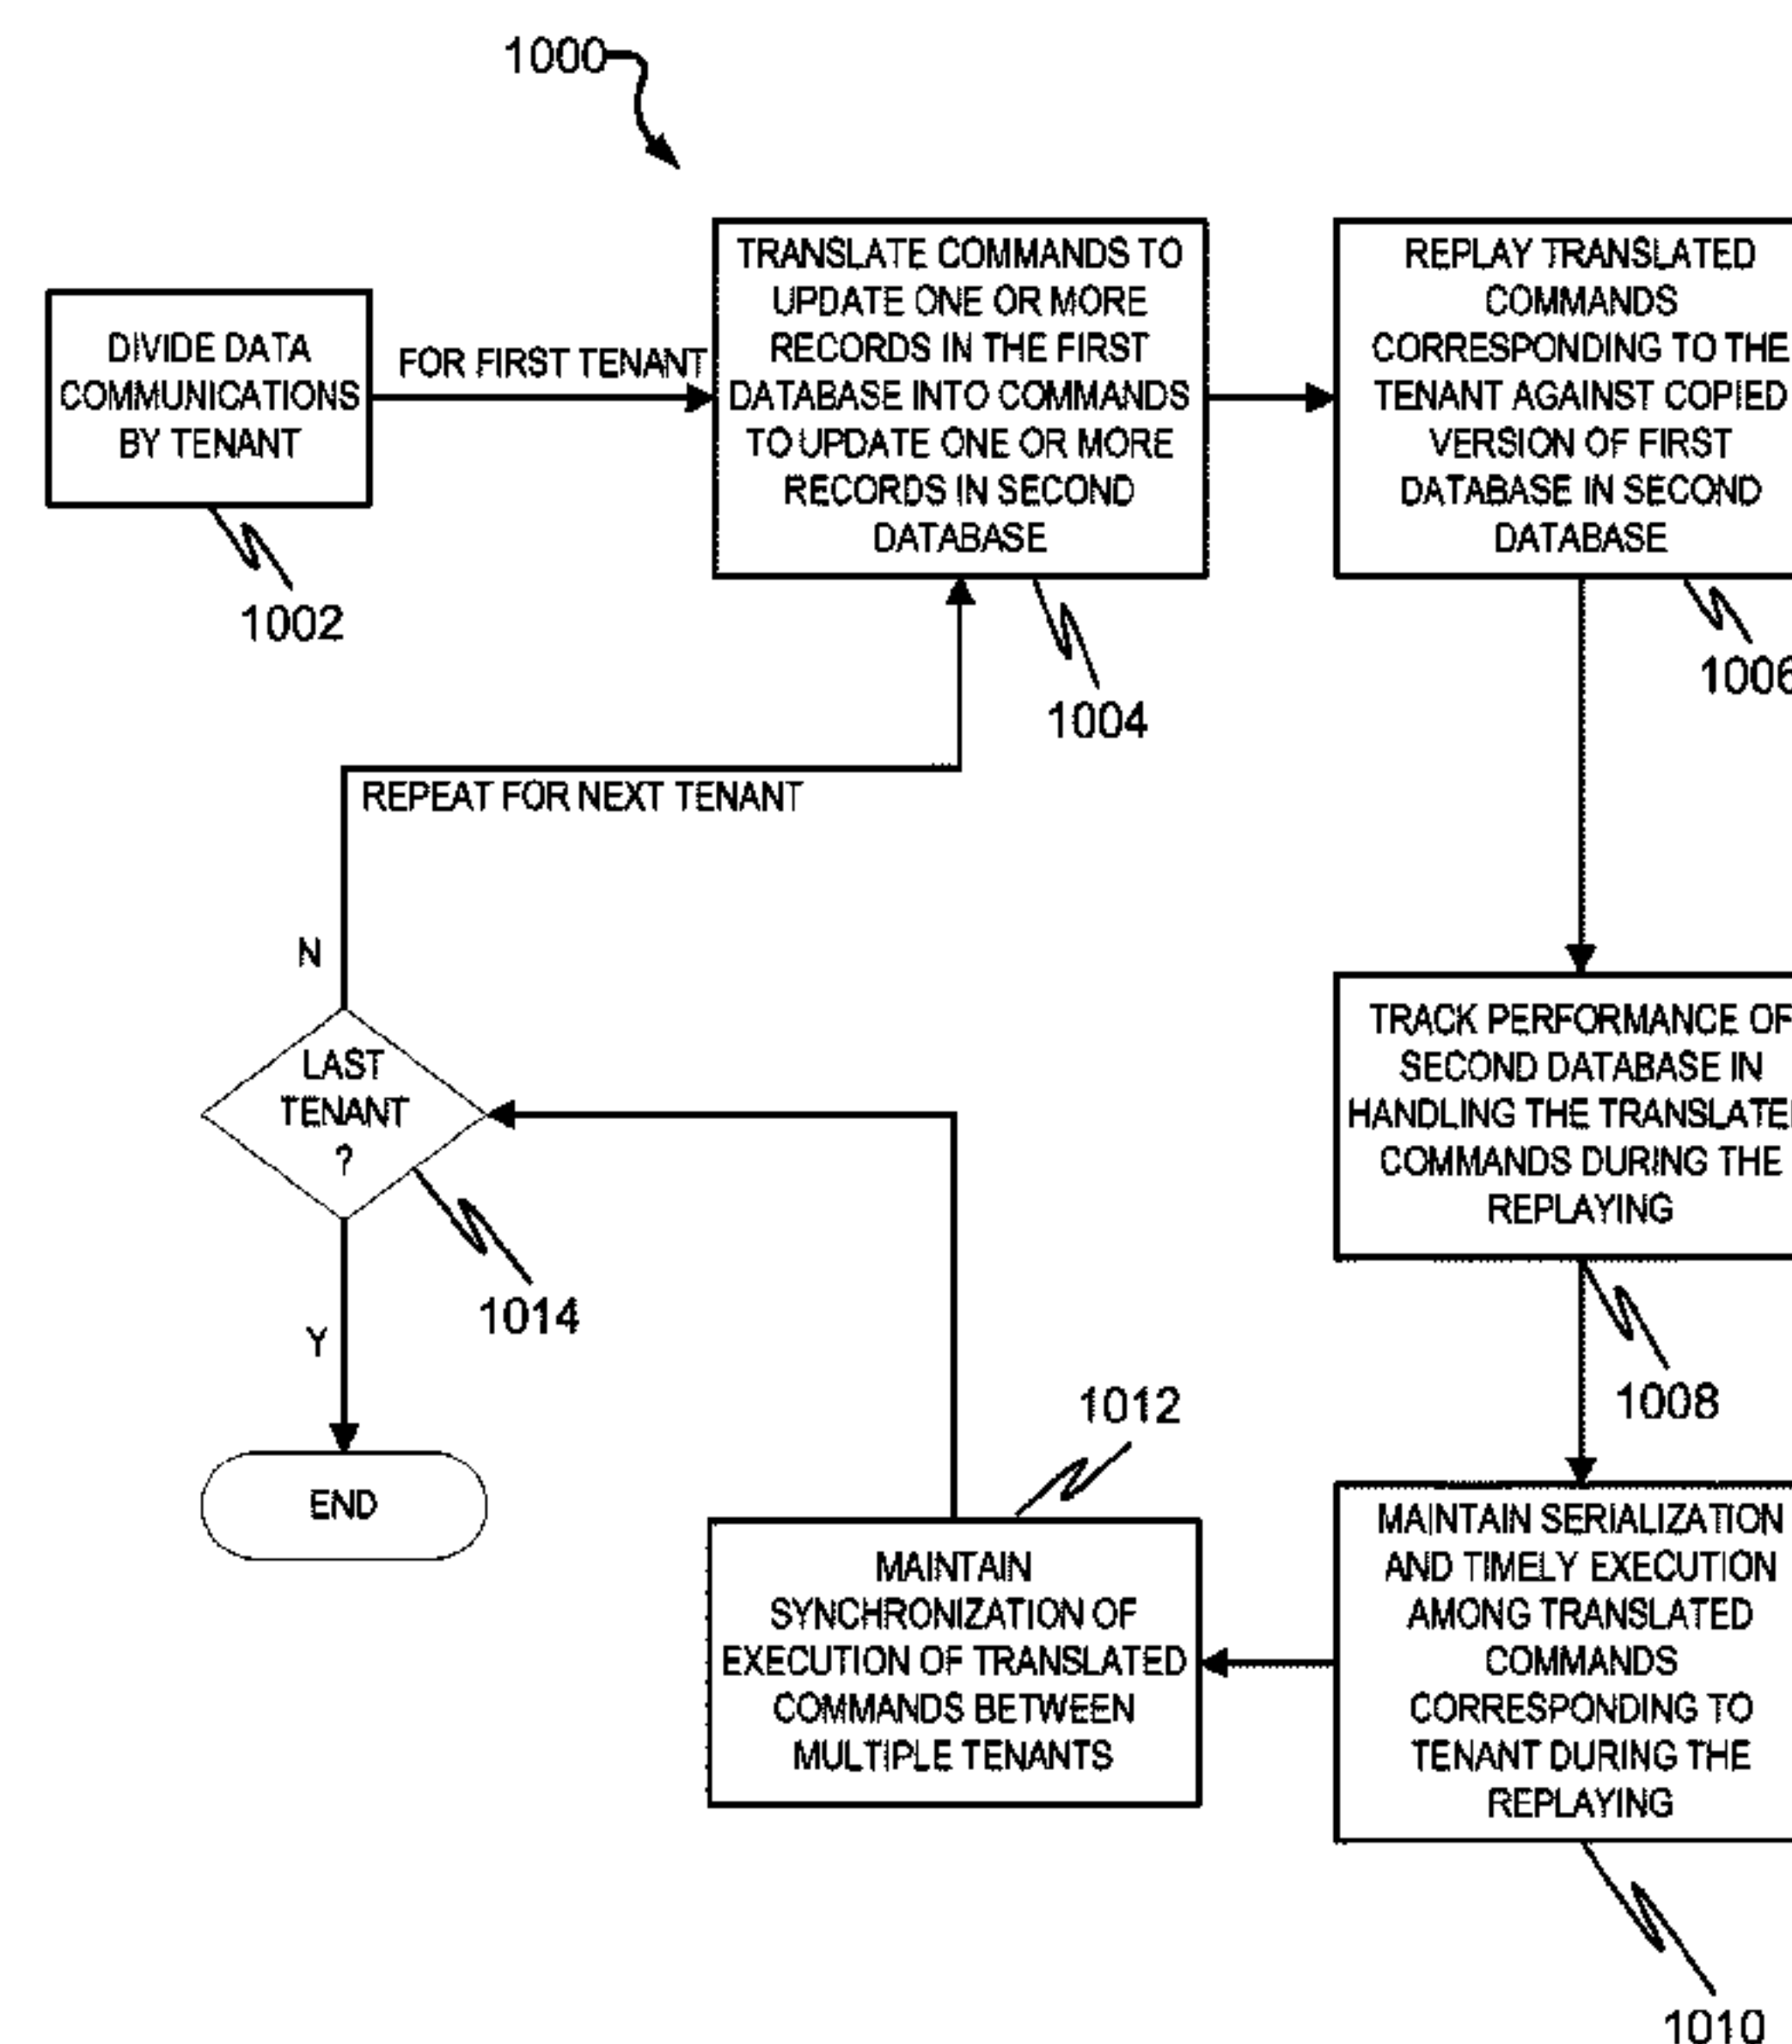 1000
DIVIDE DATA
COMMUNICATIONS
BY TENANT
1002
FOR FIRST TENANT
TRANSLATE COMMANDS TO
UPDATE ONE OR MORE
RECORDS IN THE FIRST
DATABASE INTO COMMANDS
TO UPDATE ONE OR MORE
RECORDS IN SECOND
DATABASE
1004
REPLAY TRANSLATED
COMMANDS
CORRESPONDING TO THE
TENANT AGAINST COPIED
VERSION OF FIRST
DATABASE IN SECOND
DATABASE
1006
REPEAT FOR NEXT TENANT
TRACK PERFORMANCE OF
SECOND DATABASE IN
HANDLING THE TRANSLATED
COMMANDS DURING THE
REPLAYING
1008
MAINTAIN SERIALIZATION
AND TIMELY EXECUTION
AMONG TRANSLATED
COMMANDS
CORRESPONDING TO
TENANT DURING THE
REPLAYING
1010
1012
MAINTAIN
SYNCHRONIZATION OF
EXECUTION OF TRANSLATED
COMMANDS BETWEEN
MULTIPLE TENANTS
N
LAST
TENANT
?
1014
Y
END